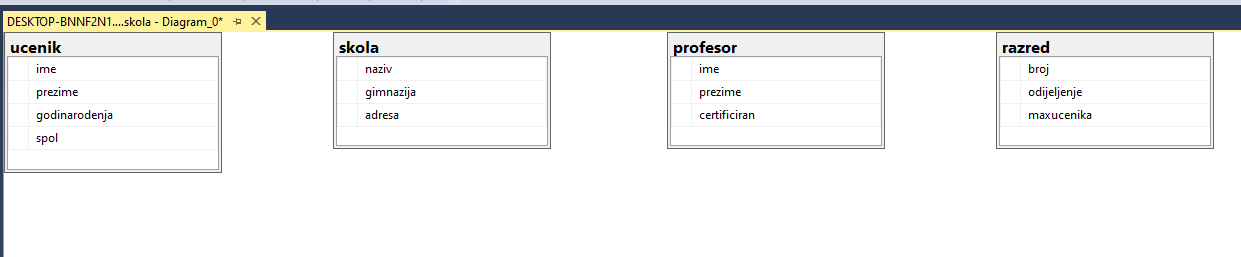 DESKTOP-BNNF2N1....skola - Diagram_0*
ucenik
ime
prezime
godinarodenja
spol
skola
naziv
gimnazija
adresa
profesor
ime
prezime
certificiran
razred
broj
odijeljenje
maxucenika